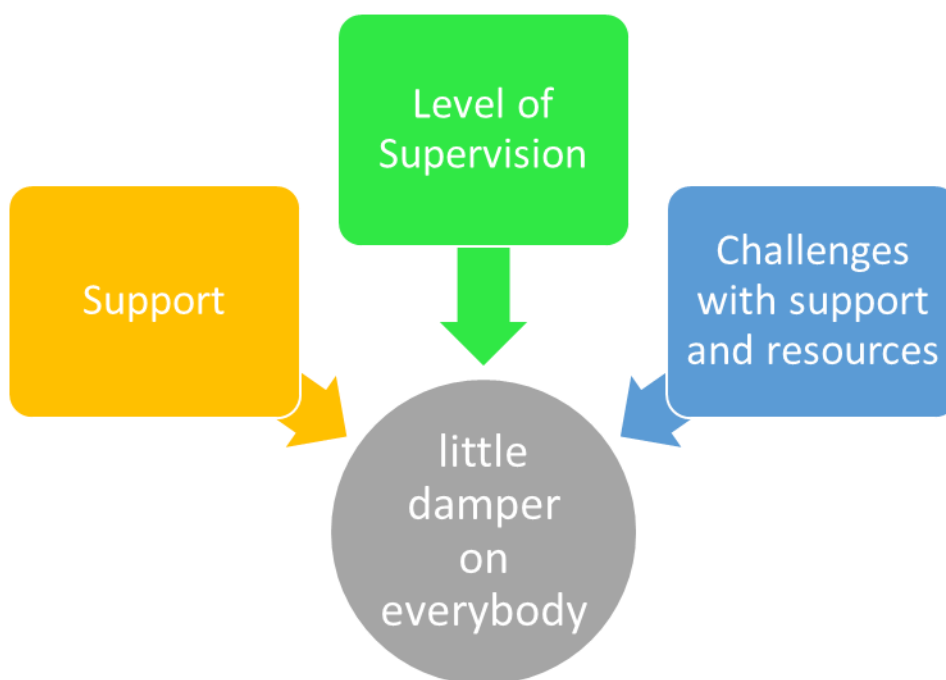 Support
Level of
Supervision
Challenges
with support
and resources
little
damper
on
everybody